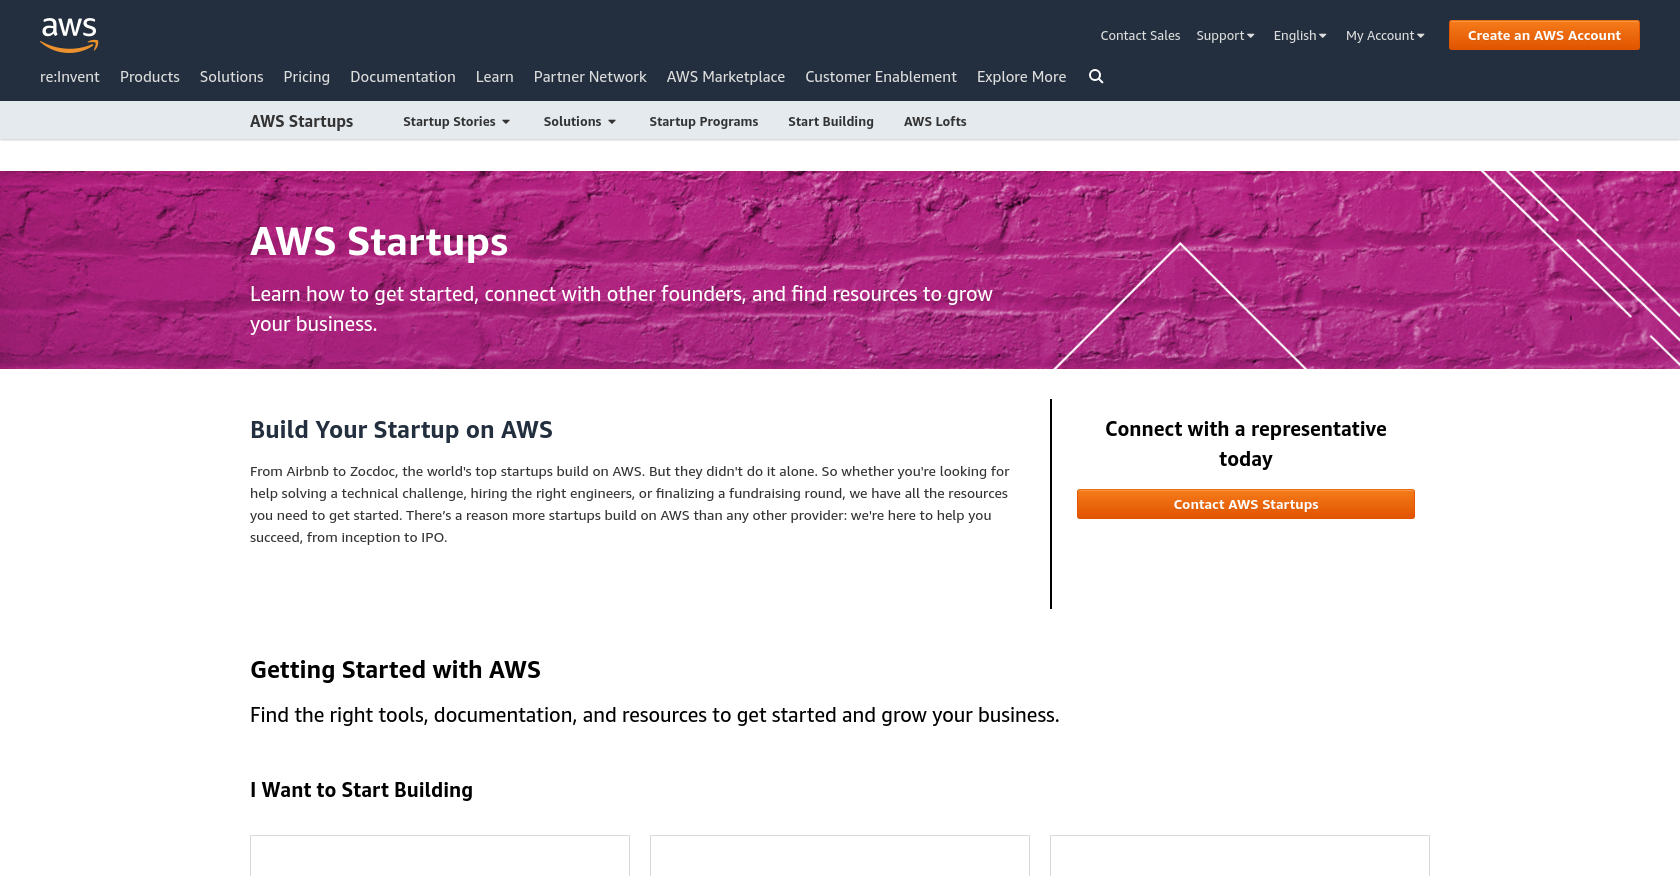 aws
Contact Sales Support English My Account Create an AWS Account
re:Invent Products Solutions Pricing Documentation Learn Partner Network AWS Marketplace Customer Enablement Explore More
AWS Startups Startup Stories Solutions Startup Programs Start Building AWS Lofts
AWS Startups
Learn how to get started, connect with other founders, and find resources to grow
your business.
Build Your Startup on AWS
From Airbnb to Zocdoc, the world's top startups build on AWS. But they didn't do it alone. So whether you're looking for
help solving a technical challenge, hiring the right engineers, or finalizing a fundraising round, we have all the resources
you need to get started. There’s a reason more startups build on AWS than any other provider: we're here to help you
succeed, from inception to IPO.
Connect with a representative
today
Contact AWS Startups
Getting Started with AWS
Find the right tools, documentation, and resources to get started and grow your business.
I Want to Start Building